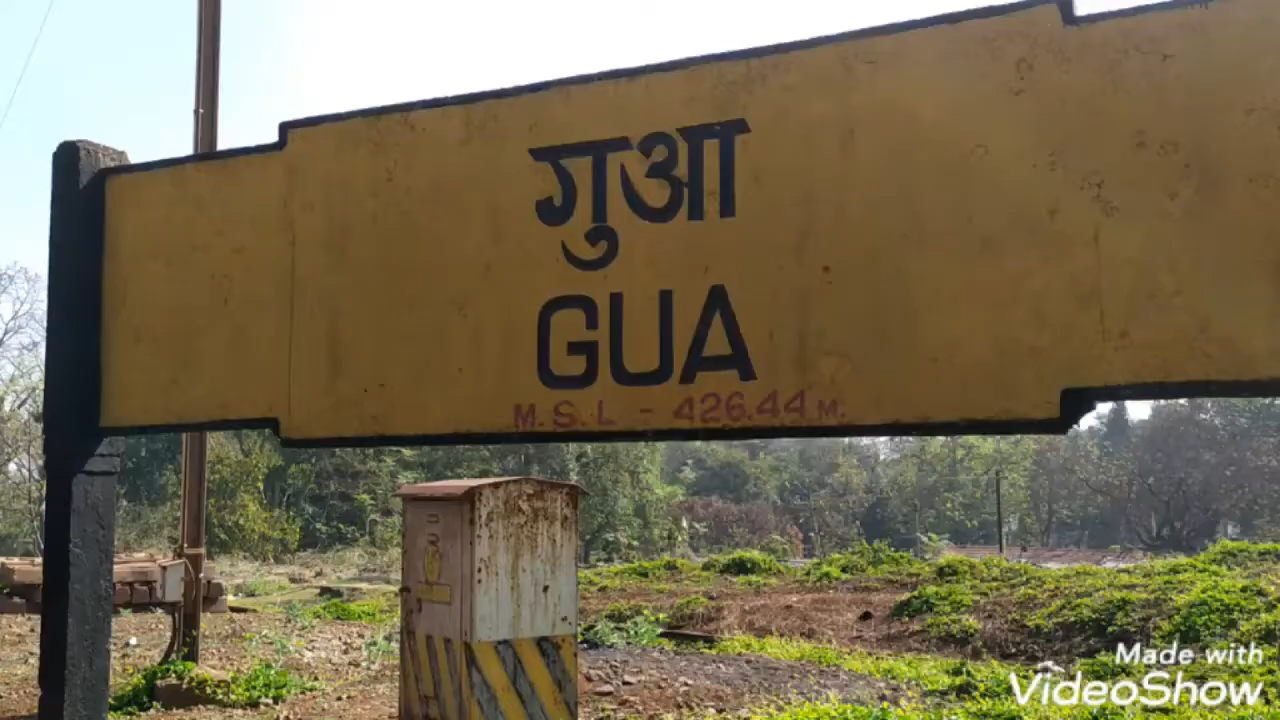 गुआ
GUA
M.S.L - 426.44 M.
Made with
VideoShow